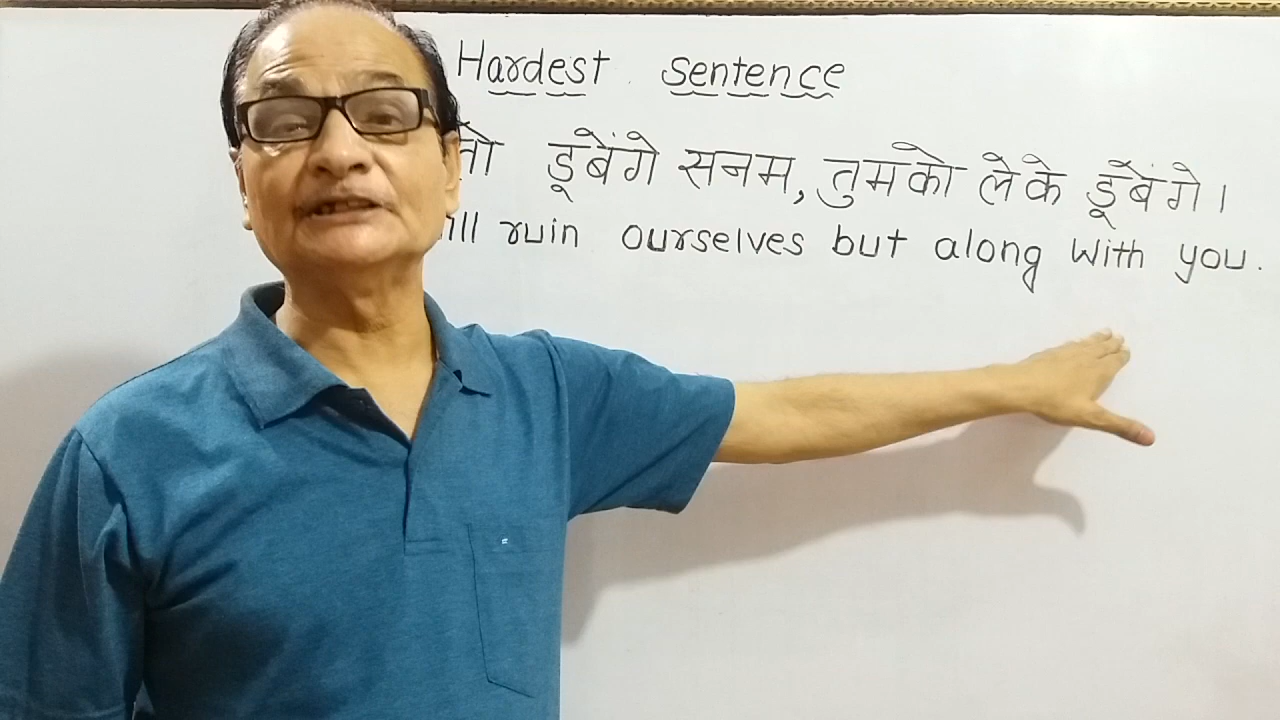 Hardest sentence
तो डूबेंगे सनम, तुमको लेके डूबेंगे।
ruin ourselves but along with you.